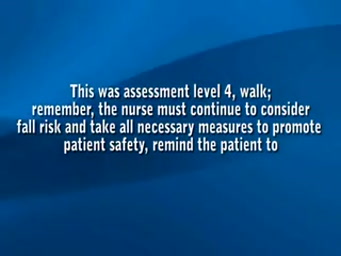 This was assessment level 4, walk;
remember, the nurse must continue to consider
fall risk and take all necessary measures to promote
patient safety, remind the patient to